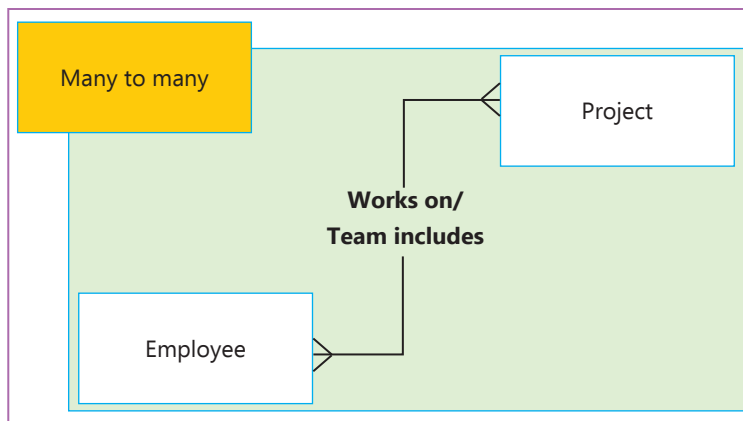 Many to many
Project
Works on/
Team includes
Employee